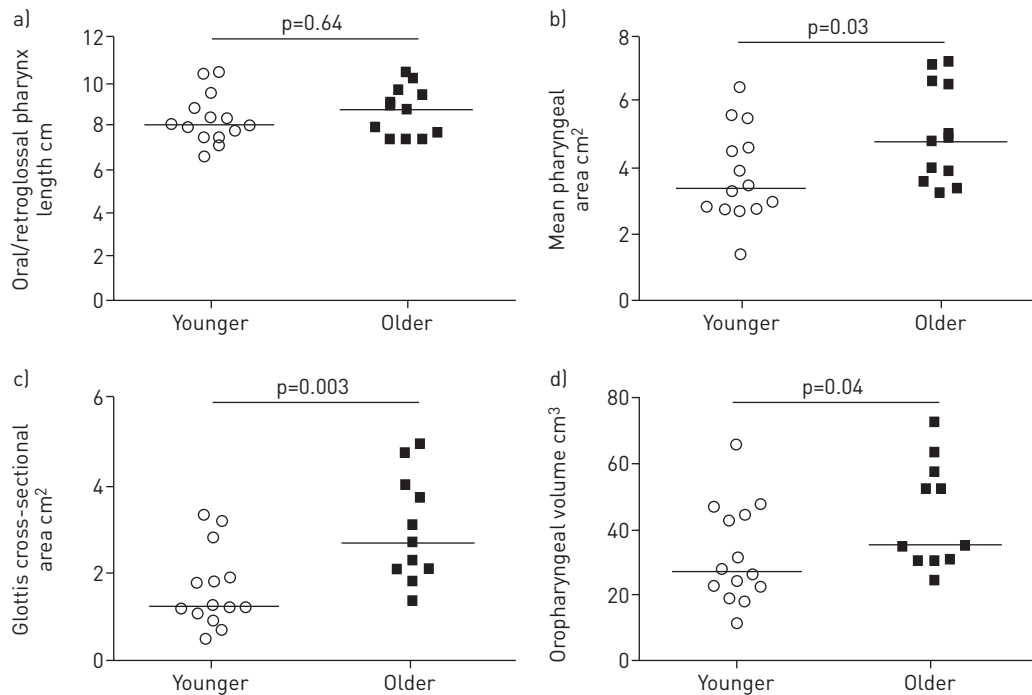 a)
p=0.64
12
10
8
6
4
2
0
Oral/retroglossal pharynx
length cm
Younger
Older
b)
p=0.03
8
6
4
2
0
Mean pharyngeal
area cm²
Younger
Older
c)
p=0.003
6
4
2
0
Glottis cross-sectional
area cm²
Younger
Older
d)
p=0.04
80
60
40
20
0
Oropharyngeal volume cm³
Younger
Older